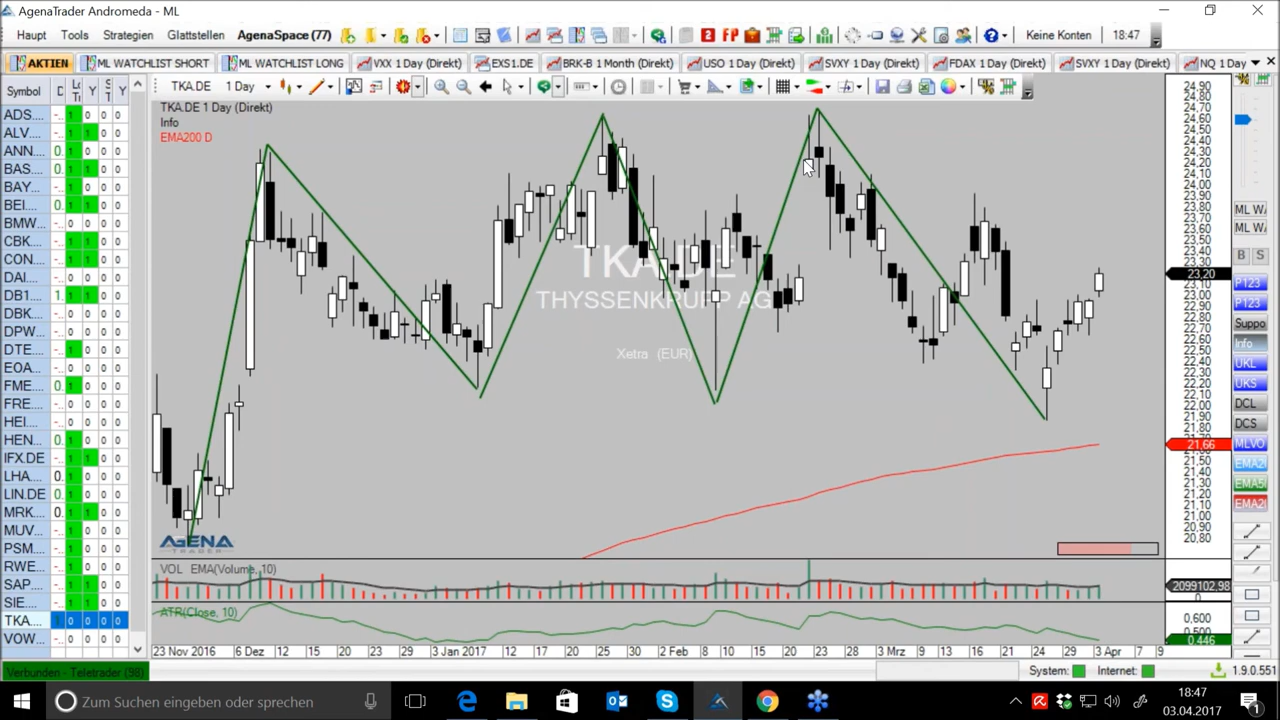 AgenaTrader Andromeda - ML
Haupt Tools Strategien Glattstellen AgenaSpace (77) Keine Konten 18:47
AKTIEN ML WATCHLIST SHORT ML WATCHLIST LONG VXX 1 Day (Direkt) EXS1.DE BRK-B 1 Month (Direkt) USO 1 Day (Direkt) SVXY 1 Day (Direkt) FDAX 1 Day (Direkt) SVXY 1 Day (Direkt) NQ 1 Day
Symbol TKA.DE 1 Day (Direkt)
TKA.DE 1 Day (Direkt)
Info
EMA200 D
ADS....
ALV....
ANN....
BAS....
BAY...
BEI....
BMW...
CBK....
CON....
DAI....
DB1...
DBK....
DPW...
DTE....
EOA...
FME....
FRE....
HEI....
HEN....
IFX.DE
LHA....
LIN.DE
MRK...
MUV...
PSM....
RWE...
SAP....
SIE....
TKA....
VOW...
TKA.DE
THYSSENKRUPP AG
Xetra (EUR)
24.90
24.80
24.70
24.60
24.50
24.40
24.30
24.20
24.10
24.00
23.90
23.80
23.70
23.60
23.50
23.40
23.30
23,20
23.10
23.00
22.90
22.80
22.70
22.60
22.50
22.40
22.30
22.20
22.10
22.00
21.90
21.80
21,66
21.50
21.40
21.30
21.20
21.10
21.00
20.90
20.80
ML WA
ML WA
B S
P123
P123
Suppo
Info
UKL
UKS
DCL
DCS
MLVO
EMA2
EMA5
EMA20
AGENA
TRADER
VOL EMA(Volume, 10)
2099102,98
0
ATR(Close, 10)
0,600
0,446
23 Nov 2016 6 Dez 12 15 20 23 29 3 Jan 2017 12 17 20 25 30 2 Feb 8 13 16 20 23 28 3 Mrz 9 13 16 21 24 29 3 Apr 7 9
Verbunden - Teletrader (98) System: Internet: 1.9.0.551
Zum Suchen eingeben oder sprechen
18:47
03.04.2017